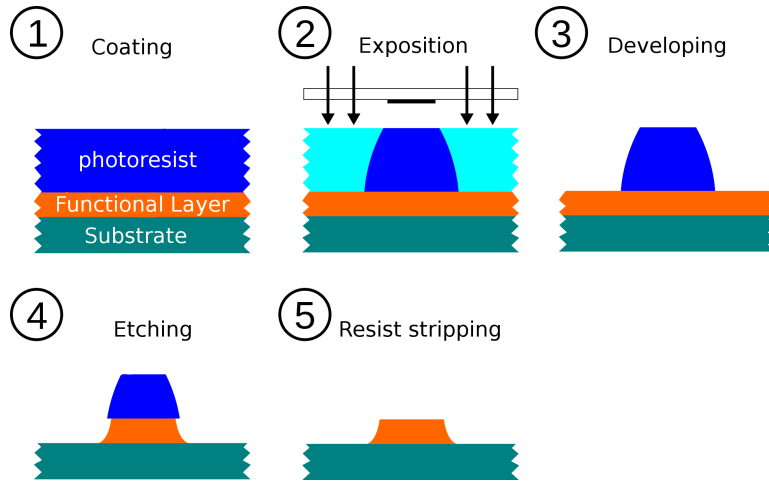 1
Coating
photoresist
Functional Layer
Substrate
2
Exposition
3
Developing
4
Etching
5
Resist stripping